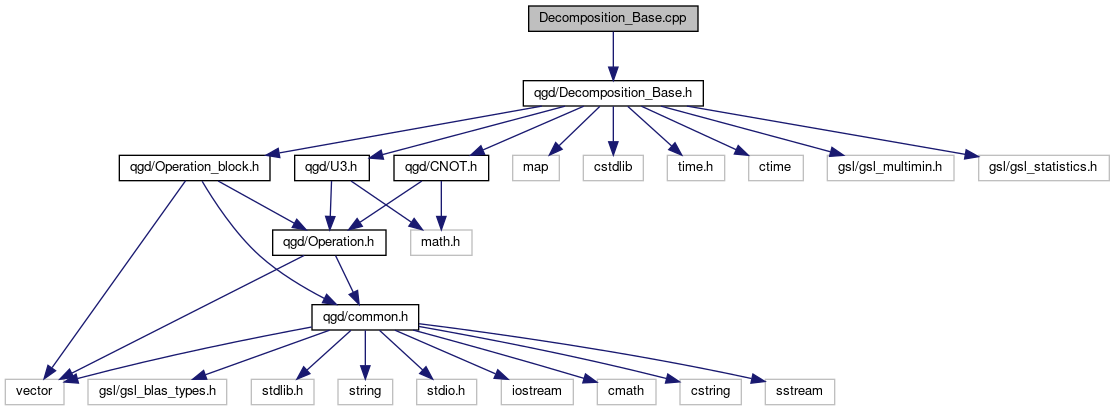 Decomposition_Base.cpp
qgd/Decomposition_Base.h
qgd/Operation_block.h
qgd/U3.h
qgd/CNOT.h
map
cstdlib
time.h
ctime
gsl/gsl_multimin.h
gsl/gsl_statistics.h
qgd/Operation.h
math.h
qgd/common.h
vector
gsl/gsl_blas_types.h
stdlib.h
string
stdio.h
iostream
cmath
cstring
sstream